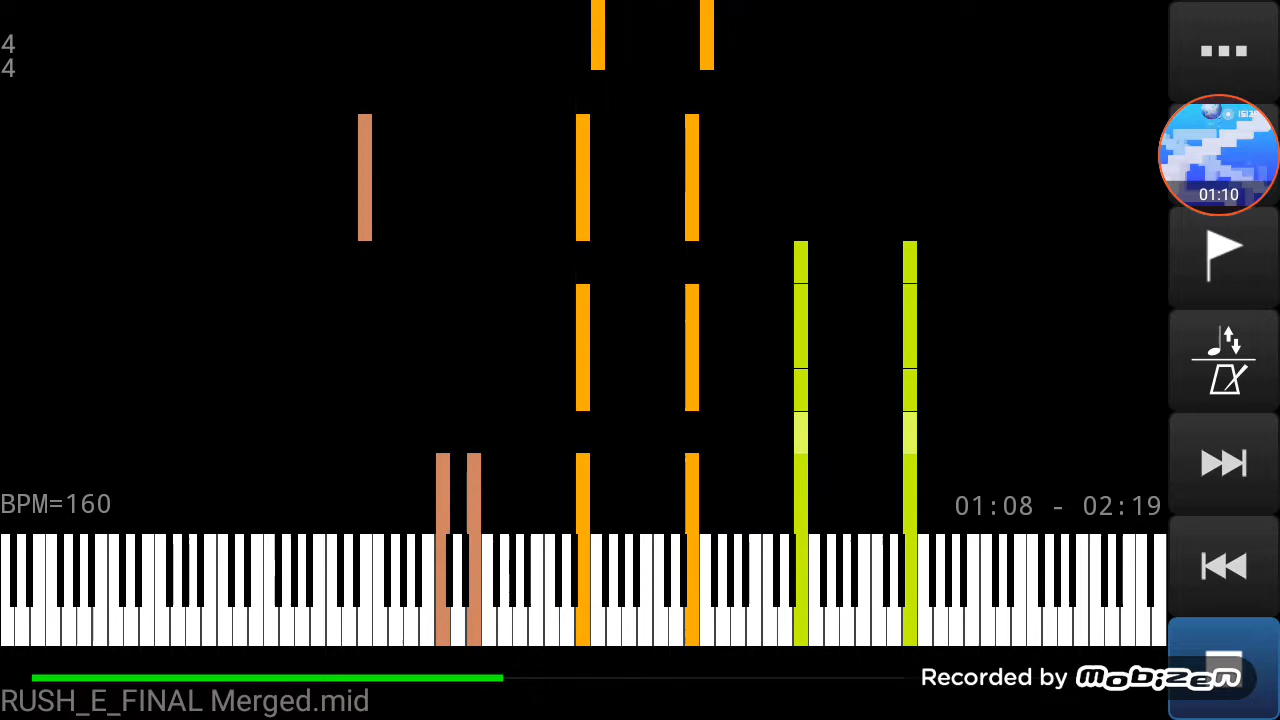 4
4
01:10
BPM=160
01:08 - 02:19
Recorded by mobizen
RUSH_E_FINAL Merged.mid